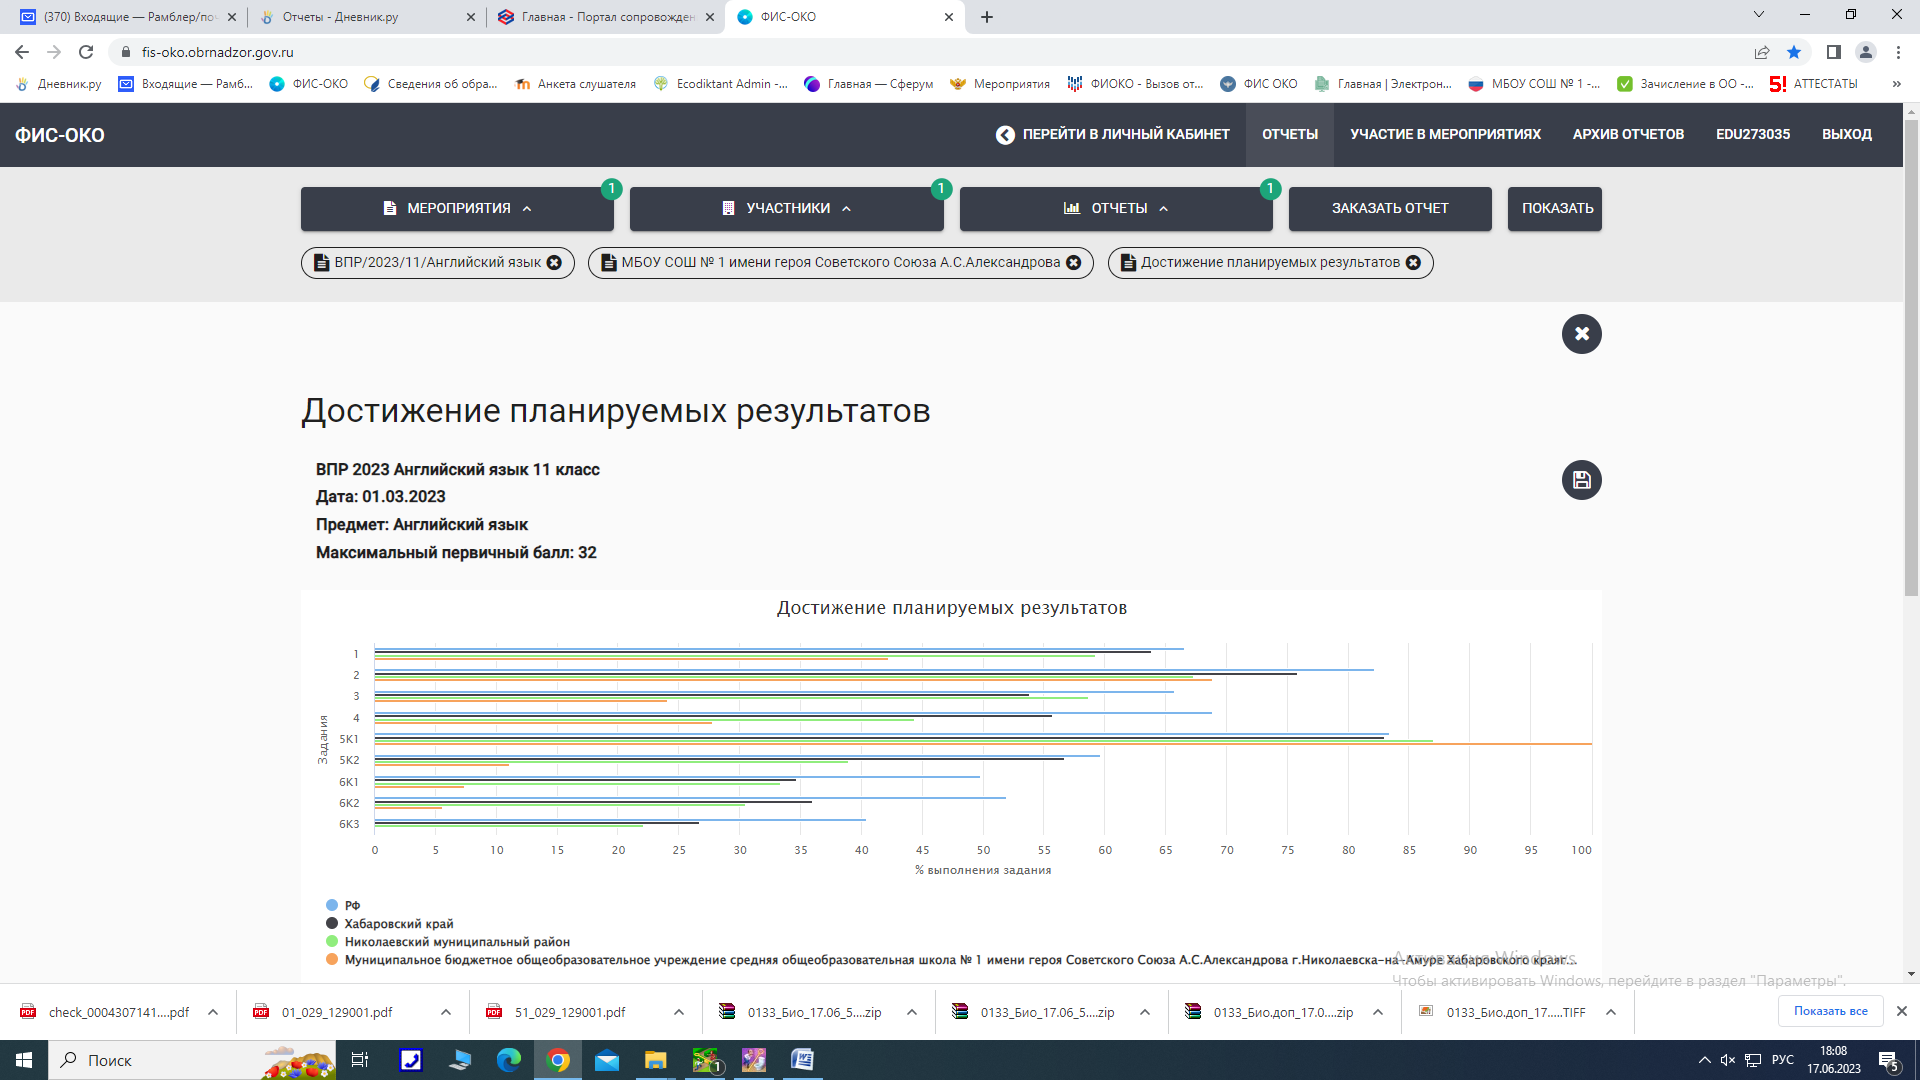 (370) Входящие — Рамблер/поч
Отчеты - Дневник.ру
Главная - Портал сопровожден
ФИС-ОКО
fis-oko.obrnadzor.gov.ru
Дневник.ру
Входящие — Рамб...
ФИС-ОКО
Сведения об обра...
Анкета слушателя
Ecodiktant Admin -...
Главная — Сферум
Мероприятия
ФИОКО - Вызов от...
ФИС ОКО
Главная | Электрон...
МБОУ СОШ № 1 -...
Зачисление в ОО -...
5!
АТТЕСТАТЫ
»
ФИС-ОКО
ПЕРЕЙТИ В ЛИЧНЫЙ КАБИНЕТ
ОТЧЕТЫ
УЧАСТИЕ В МЕРОПРИЯТИЯХ
АРХИВ ОТЧЕТОВ
EDU273035
ВЫХОД
МЕРОПРИЯТИЯ
1
УЧАСТНИКИ
1
ОТЧЕТЫ
1
ЗАКАЗАТЬ ОТЧЕТ
ПОКАЗАТЬ
ВПР/2023/11/Английский язык
МБОУ СОШ № 1 имени героя Советского Союза А.С.Александрова
Достижение планируемых результатов
Достижение планируемых результатов
ВПР 2023 Английский язык 11 класс
Дата: 01.03.2023
Предмет: Английский язык
Максимальный первичный балл: 32
Достижение планируемых результатов
Задания
1
2
3
4
5K1
5K2
6K1
6K2
6K3
0 5 10 15 20 25 30 35 40 45 50 55 60 65 70 75 80 85 90 95 100
% выполнения задания
РФ
Хабаровский край
Николаевский муниципальный район
Муниципальное бюджетное общеобразовательное учреждение средняя общеобразовательная школа № 1 имени героя Советского Союза А.С.Александрова г.Николаевска-на-Амуре Хабаровского краяг...
Активация Windows
Чтобы активировать Windows, перейдите в раздел "Параметры".
check_0004307141....pdf
01_029_129001.pdf
51_029_129001.pdf
0133_Био_17.06_5....zip
0133_Био_17.06_5....zip
0133_Био.доп_17.0....zip
0133_Био.доп_17.....TIFF
Показать все
Поиск
1
РУС
18:08
17.06.2023
5